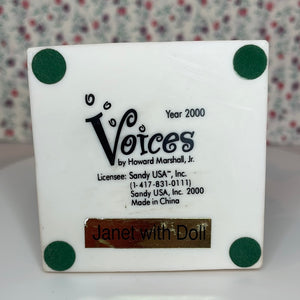 Year 2000
Voices
by Howard Marshall, Jr.
Licensee: Sandy USA™, Inc.
(1-417-831-0111)
Sandy USA, Inc. 2000
Made in China
Janet with Doll